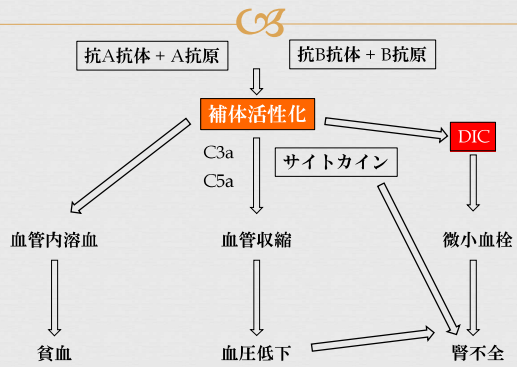 抗A抗体 + A抗原
抗B抗体 + B抗原
補体活性化
DIC
C3a
C5a
サイトカイン
血管内溶血
血管収縮
微小血栓
貧血
血圧低下
腎不全